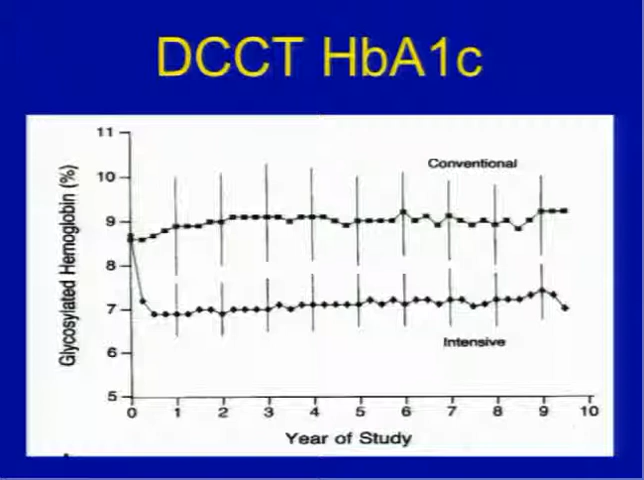 DCCT HbA1c
Glycosylated Hemoglobin (%)
11
10
9
8
7
6
5
Conventional
Intensive
0 1 2 3 4 5 6 7 8 9 10
Year of Study